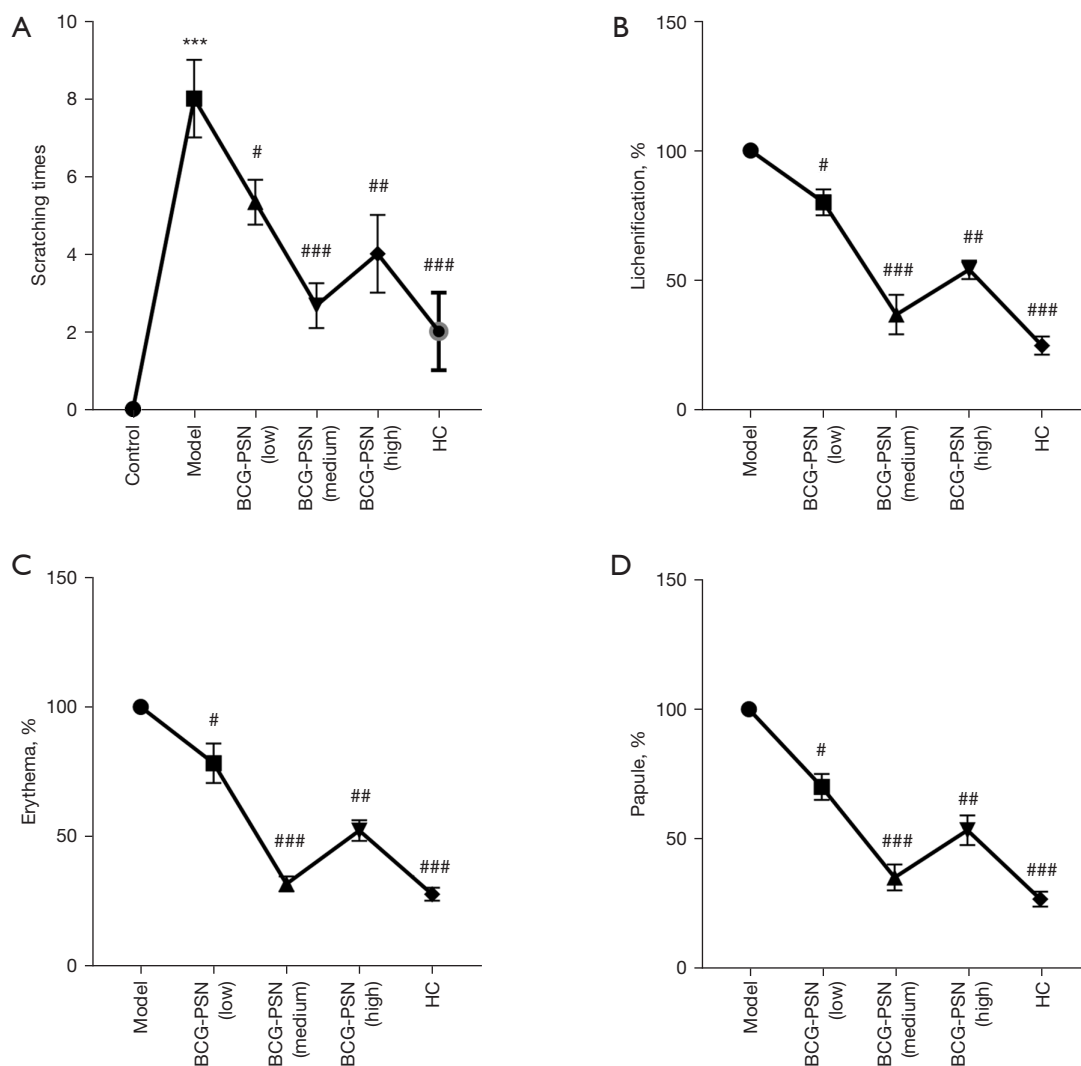 A
Scratching times
10
8
6
4
2
0
***
#
###
##
###
Control
Model
BCG-PSN
(low)
BCG-PSN
(medium)
BCG-PSN
(high)
HC
B
Lichenification, %
150
100
50
0
#
###
##
###
Model
BCG-PSN
(low)
BCG-PSN
(medium)
BCG-PSN
(high)
HC
C
Erythema, %
150
100
50
0
#
###
##
###
Model
BCG-PSN
(low)
BCG-PSN
(medium)
BCG-PSN
(high)
HC
D
Papule, %
150
100
50
0
#
###
##
###
Model
BCG-PSN
(low)
BCG-PSN
(medium)
BCG-PSN
(high)
HC